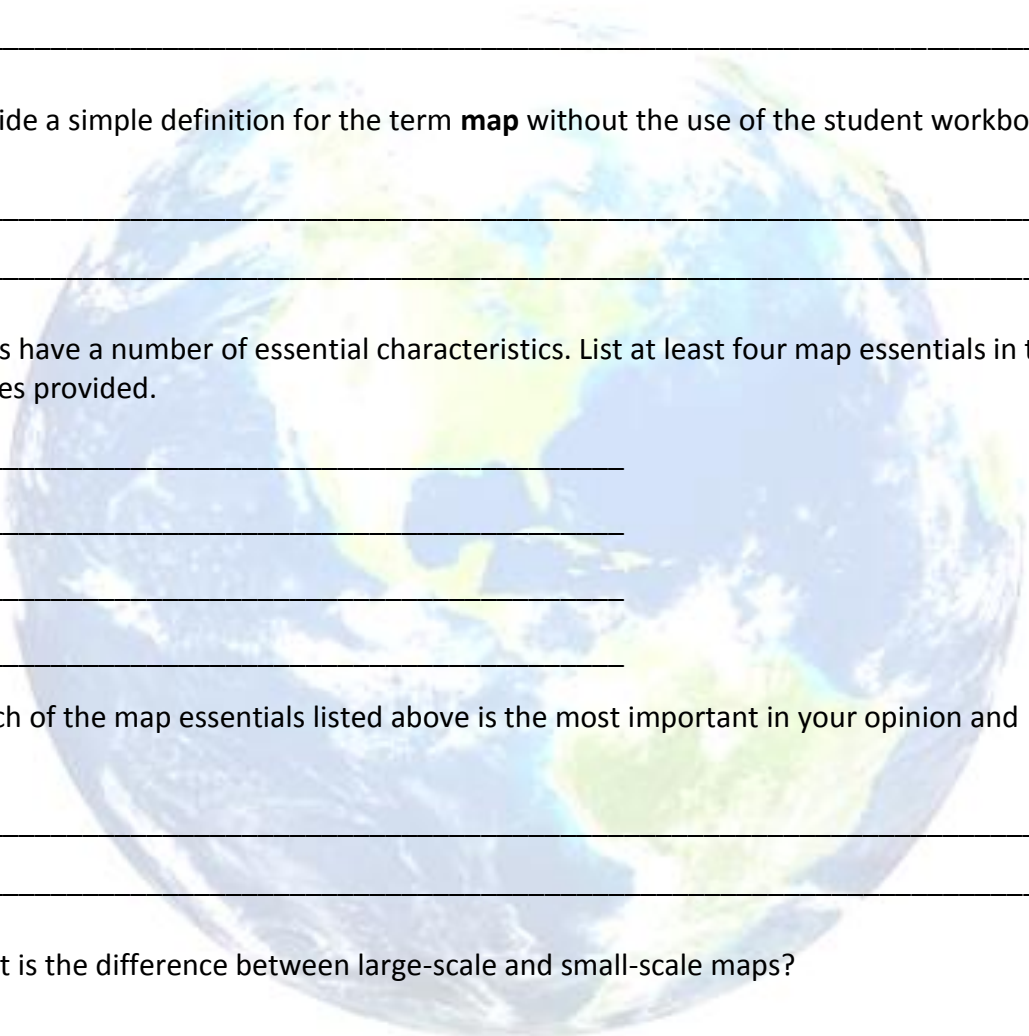 ide a simple definition for the term map without the use of the student workbo
s have a number of essential characteristics. List at least four map essentials in t
es provided.
ch of the map essentials listed above is the most important in your opinion and
t is the difference between large-scale and small-scale maps?